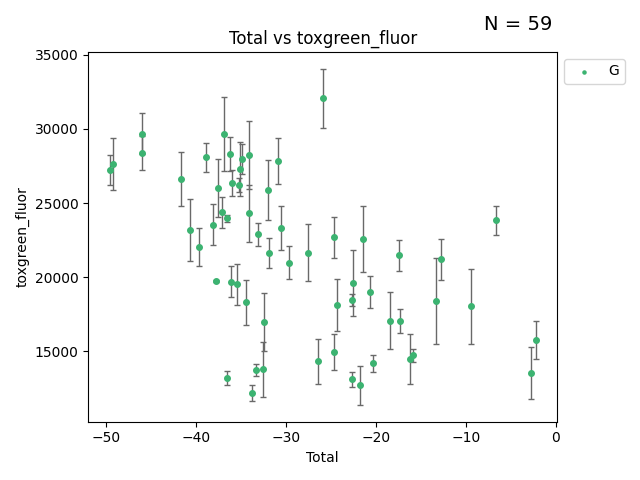 N = 59
Total vs toxgreen_fluor
G
35000
30000
25000
20000
15000
toxgreen_fluor
−50
−40
−30
−20
−10
0
Total